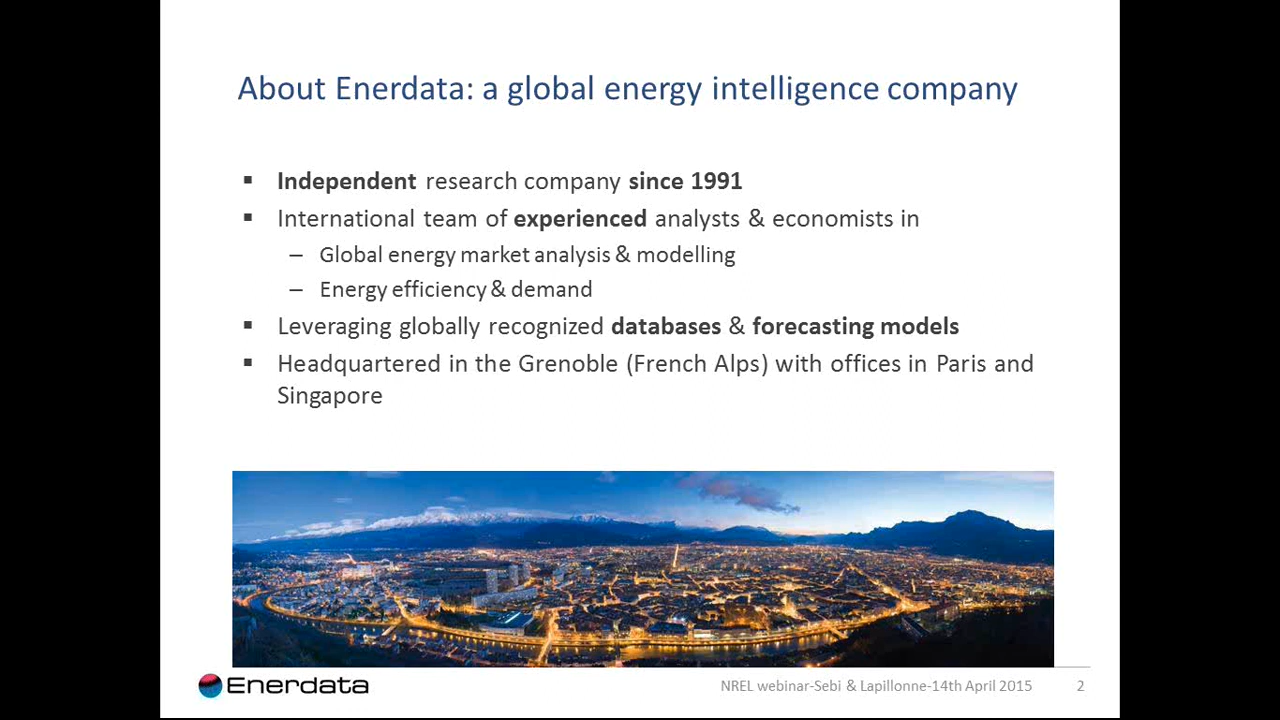 About Enerdata: a global energy intelligence company
▪ Independent research company since 1991
▪ International team of experienced analysts & economists in
– Global energy market analysis & modelling
– Energy efficiency & demand
▪ Leveraging globally recognized databases & forecasting models
▪ Headquartered in the Grenoble (French Alps) with offices in Paris and
Singapore
Enerdata
NREL webinar-Sebi & Lapillonne-14th April 2015
2